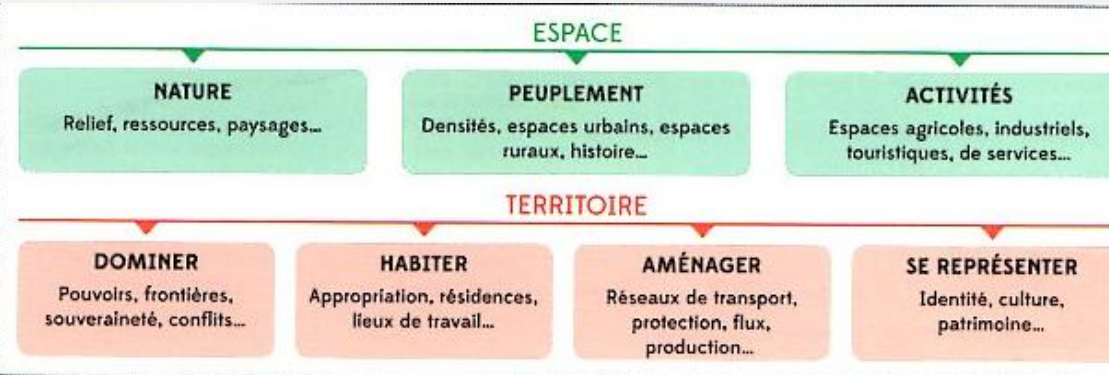 ESPACE
NATURE
Relief, ressources, paysages...
PEUPLEMENT
Densités, espaces urbains, espaces
ruraux, histoire...
ACTIVITÉS
Espaces agricoles, industriels,
touristiques, de services...
TERRITOIRE
DOMINER
Pouvoirs, frontières,
souveraineté, conflits...
HABITER
Appropriation, résidences,
lieux de travail...
AMÉNAGER
Réseaux de transport,
protection, flux,
production...
SE REPRÉSENTER
Identité, culture,
patrimoine...